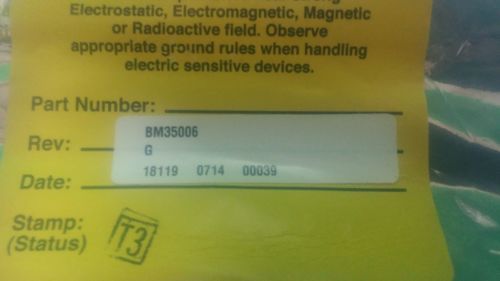 Electrostatic, Electromagnetic, Magnetic
or Radioactive field. Observe
appropriate ground rules when handling
electric sensitive devices.
Part Number:
BM35006
Rev:
G
18119 0714 00039
Date:
Stamp:
(Status)
T3